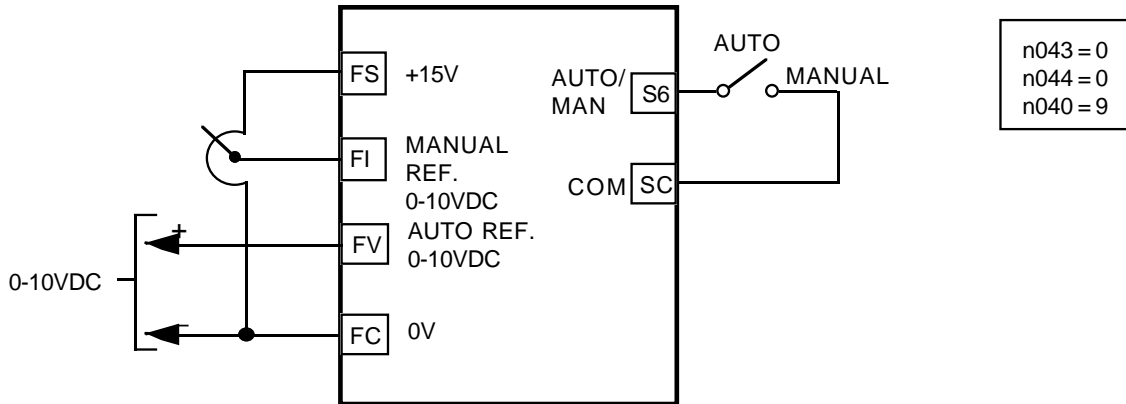 FS
+15V
FI
MANUAL
REF.
0-10VDC
FV
AUTO REF.
0-10VDC
FC
0V
+
−
0-10VDC
AUTO/
MAN
S6
COM
SC
AUTO
MANUAL
n043 = 0
n044 = 0
n040 = 9